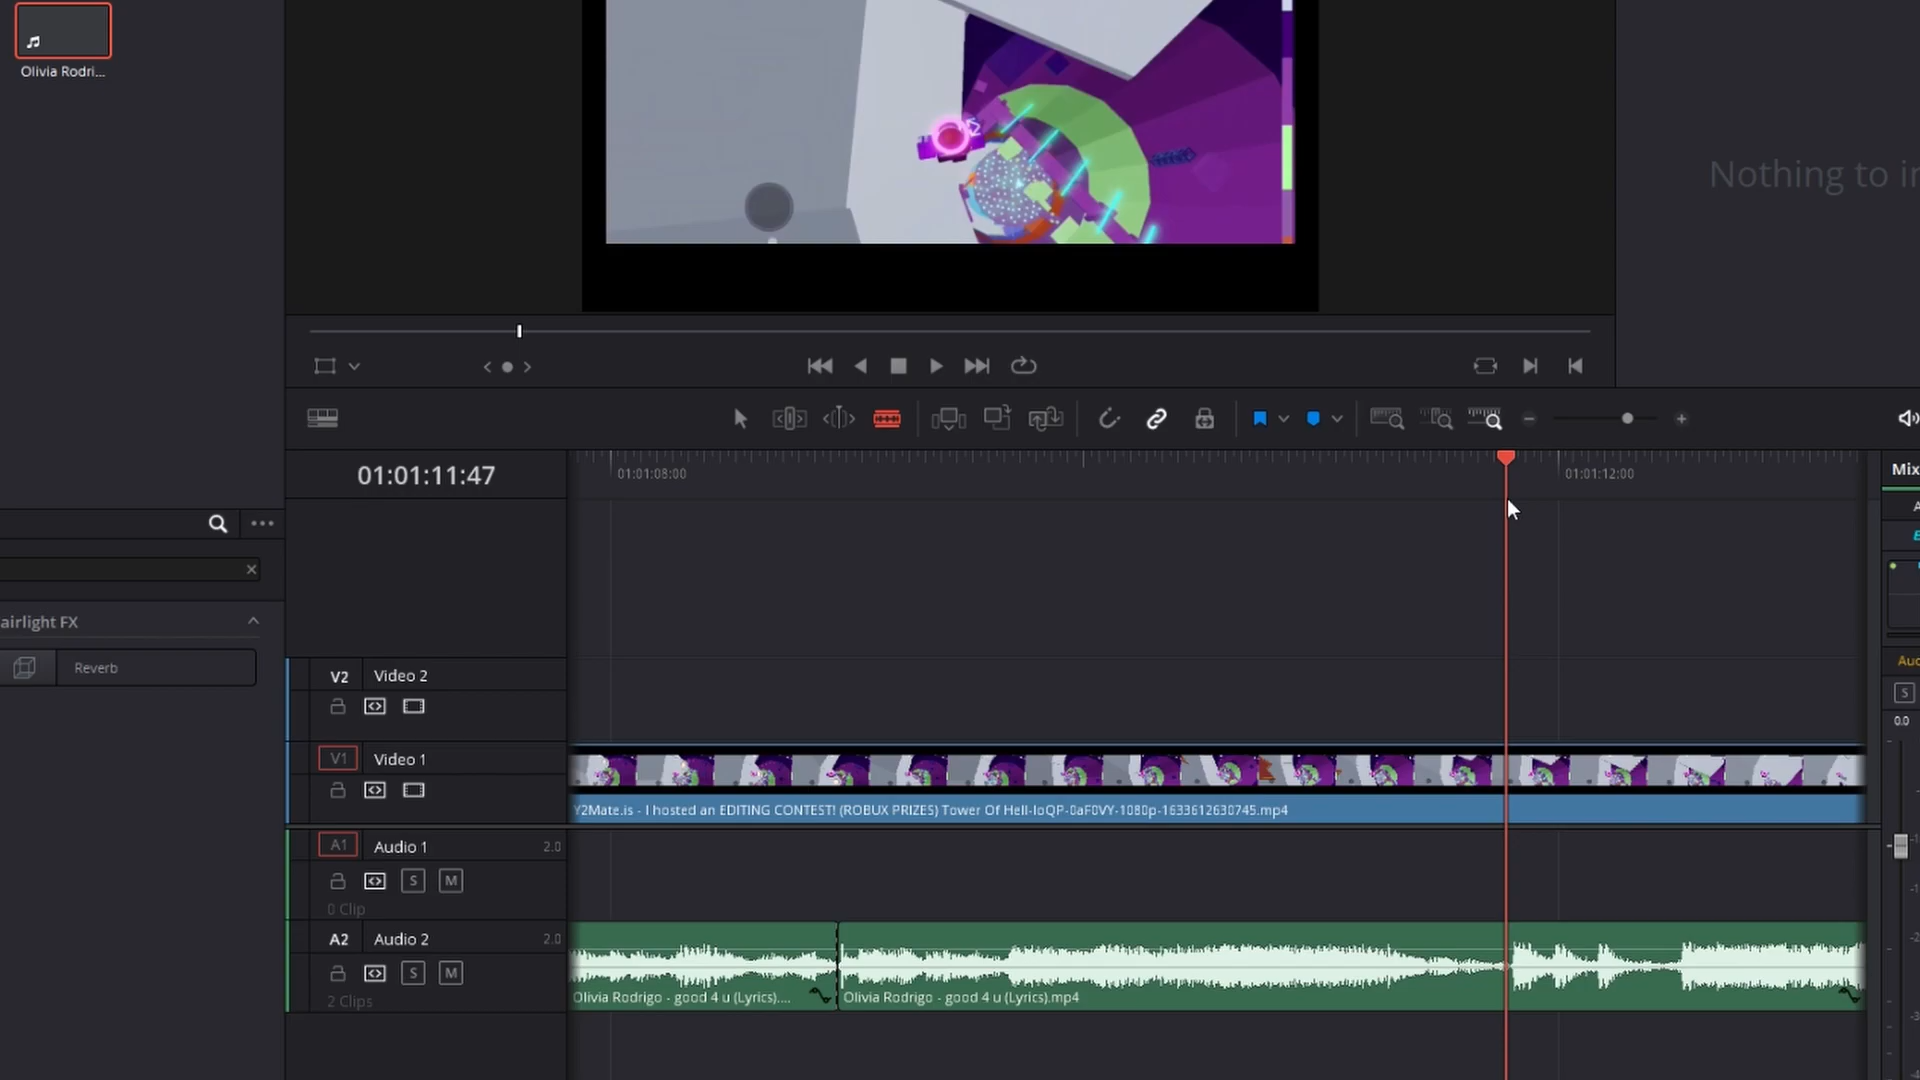 Olivia Rodri...
Nothing to in
01:01:11:47
01:01:08:00
01:01:12:00
Mix
airlight FX
Reverb
V2 Video 2
V1 Video 1
Y2Mate.is - I hosted an EDITING CONTEST! (ROBUX PRIZES) Tower Of Hell-IoQP-0aF0VY-1080p-1633612630745.mp4
A1 Audio 1 2.0
S M
0 Clip
A2 Audio 2 2.0
S M
2 Clips
Olivia Rodrigo - good 4 u (Lyrics)....
Olivia Rodrigo - good 4 u (Lyrics).mp4
Auc
S
0.0